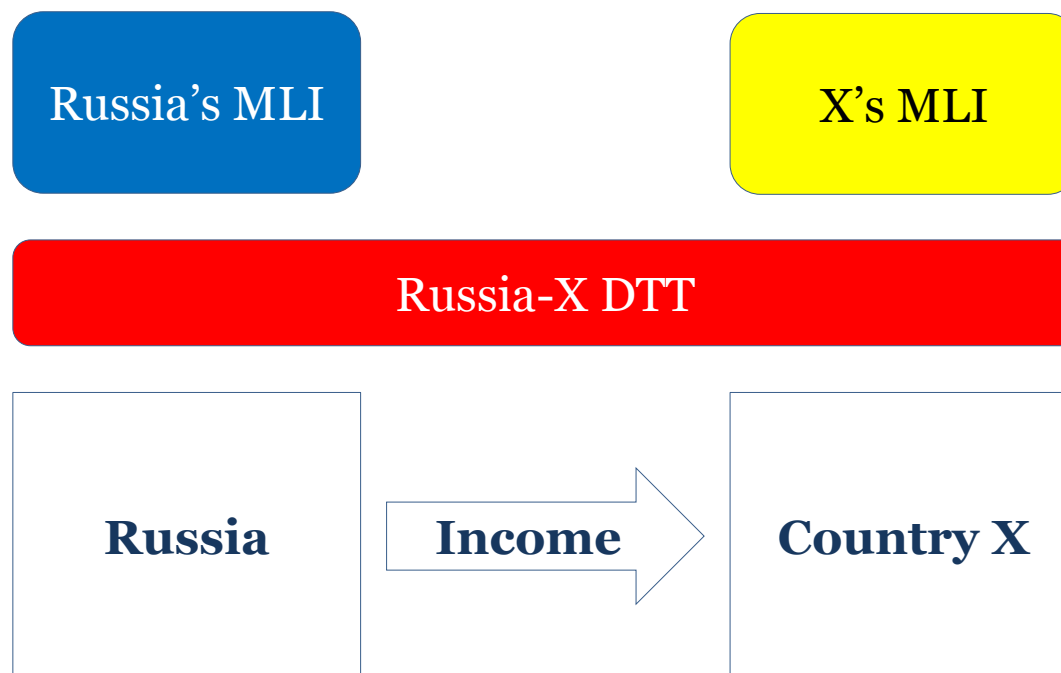 Russia’s MLI
X’s MLI
Russia-X DTT
Russia
Income
Country X